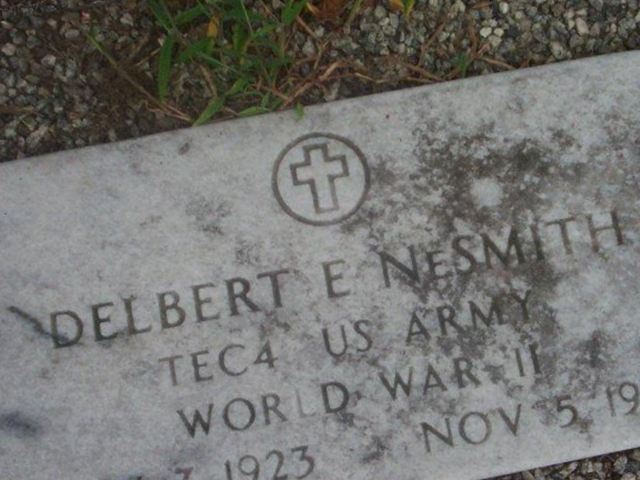 DELBERT E NESMITH
TEC4 US ARMY
WORLD WAR II
1923 NOV 5